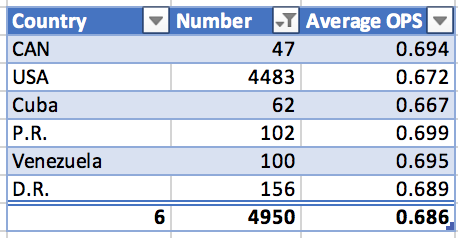 Country Number Average OPS
CAN 47 0.694
USA 4483 0.672
Cuba 62 0.667
P.R. 102 0.699
Venezuela 100 0.695
D.R. 156 0.689
6 4950 0.686